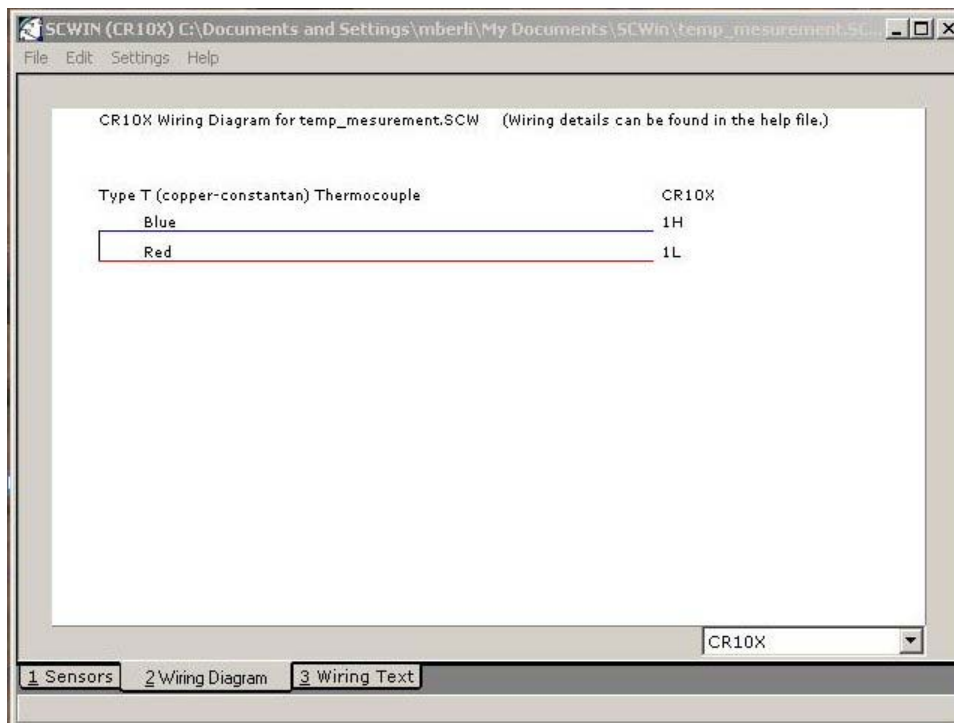 SCWIN (CR10X) C:\Documents and Settings\mberli\My Documents\SCWin\temp_mesurement.SC...
File Edit Settings Help
CR10X Wiring Diagram for temp_mesurement.SCW (Wiring details can be found in the help file.)
Type T (copper-constantan) Thermocouple CR10X
Blue 1H
Red 1L
CR10X
1 Sensors 2 Wiring Diagram 3 Wiring Text